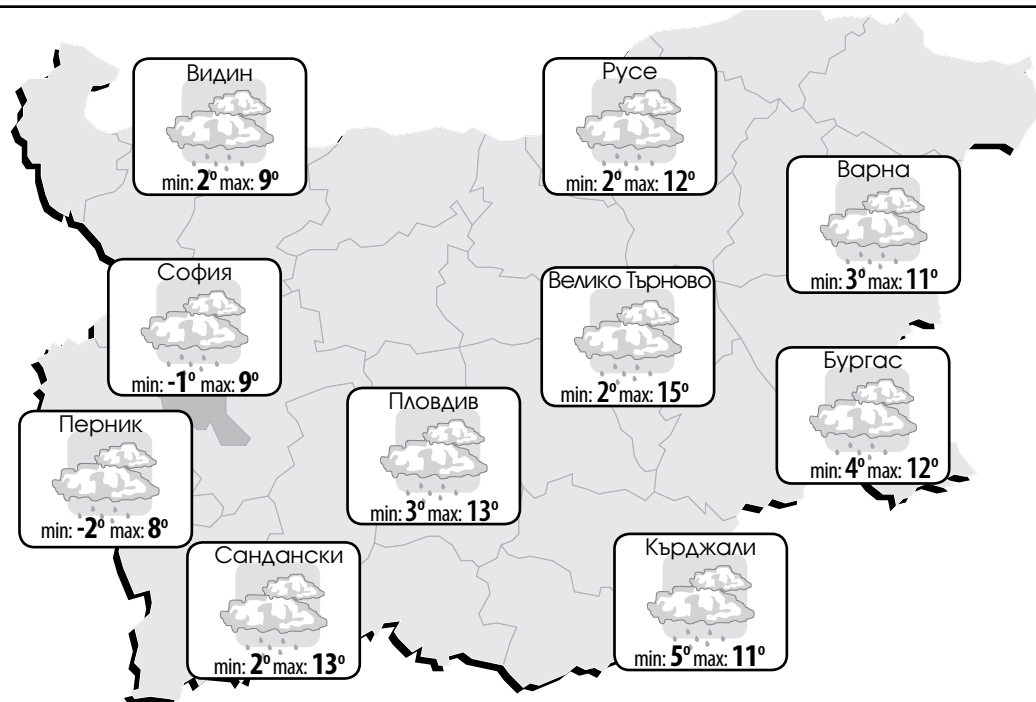 Видин
min: 2° max: 9°
Русе
min: 2° max: 12°
Варна
min: 3° max: 11°
София
min: -1° max: 9°
Велико Търново
min: 2° max: 15°
Бургас
min: 4° max: 12°
Пловдив
min: 3° max: 13°
Перник
min: -2° max: 8°
Сандански
min: 2° max: 13°
Кърджали
min: 5° max: 11°